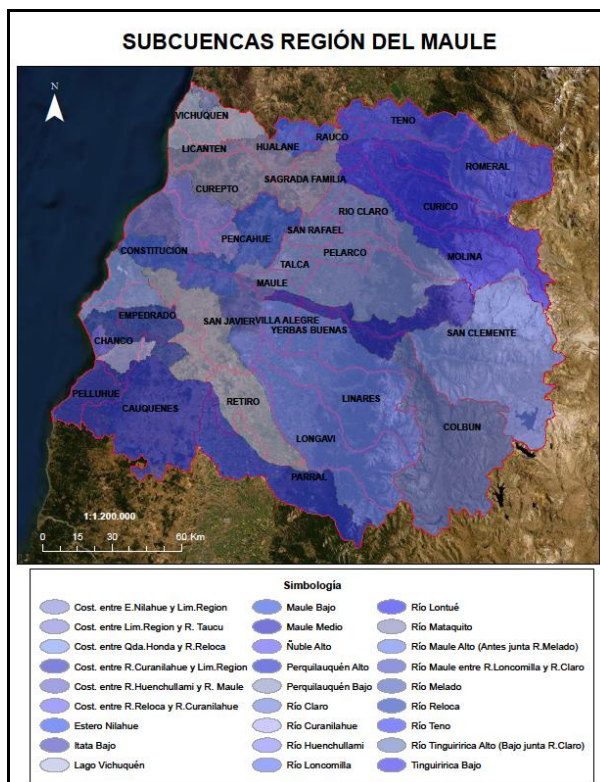 SUBCUENCAS REGIÓN DEL MAULE
N
VICHUQUEN
TENO
RAUCO
LICANTEN
HUALANE
ROMERAL
SAGRADA FAMILIA
CUREPTO
CURICO
RIO CLARO
SAN RAFAEL
PENCAHUE
CONSTITUCIÓN
PELARCO
MOLINA
TALCA
MAULE
EMPEDRADO
SAN JAVIER
VILLA ALEGRE
YERBAS BUENAS
SAN CLEMENTE
CHANCO
PELLUHUE
CAUQUENES
RETIRO
LINARES
COLBUN
LONGAVI
PARRAL
1:1.200.000
0 15 30 60 Km
Simbología
Cost. entre E.Nilahue y Lim.Region
Cost. entre Lim.Region y R. Taucu
Cost. entre Qda.Honda y R.Reloca
Cost. entre R.Curanilahue y Lim.Region
Cost. entre R.Huenchullami y R. Maule
Cost. entre R.Reloca y R.Curanilahue
Estero Nilahue
Itata Bajo
Lago Vichuquén
Maule Bajo
Maule Medio
Ñuble Alto
Perquilauquén Alto
Perquilauquén Bajo
Río Claro
Río Curanilahue
Río Huenchullami
Río Loncomilla
Río Lontué
Río Mataquito
Río Maule Alto (Antes junta R.Melado)
Río Maule entre R.Loncomilla y R.Claro
Río Melado
Río Reloca
Río Teno
Río Tinguiririca Alto (Bajo junta R.Claro)
Tinguiririca Bajo